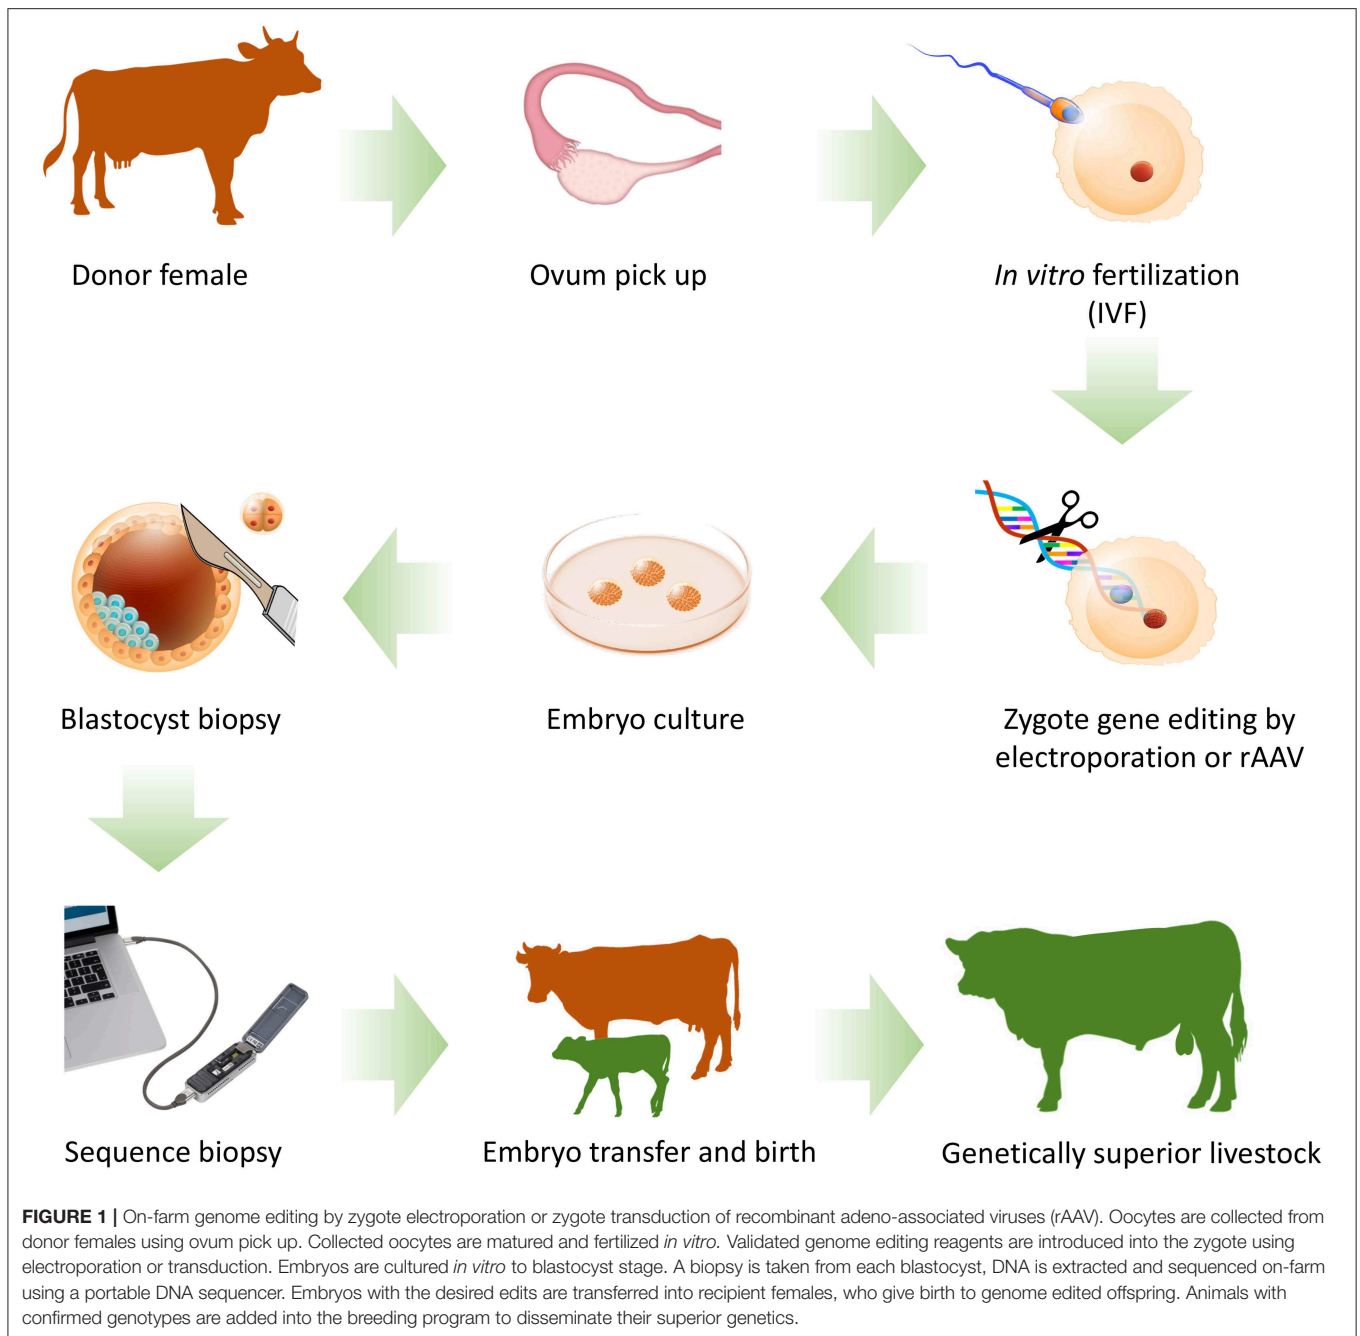 Donor female
Ovum pick up
In vitro fertilization
(IVF)
Blastocyst biopsy
Embryo culture
Zygote gene editing by
electroporation or rAAV
Sequence biopsy
Embryo transfer and birth
Genetically superior livestock
FIGURE 1 | On-farm genome editing by zygote electroporation or zygote transduction of recombinant adeno-associated viruses (rAAV). Oocytes are collected from
donor females using ovum pick up. Collected oocytes are matured and fertilized in vitro. Validated genome editing reagents are introduced into the zygote using
electroporation or transduction. Embryos are cultured in vitro to blastocyst stage. A biopsy is taken from each blastocyst, DNA is extracted and sequenced on-farm
using a portable DNA sequencer. Embryos with the desired edits are transferred into recipient females, who give birth to genome edited offspring. Animals with
confirmed genotypes are added into the breeding program to disseminate their superior genetics.